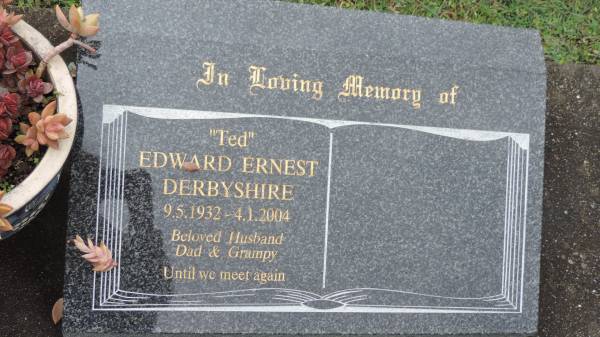 In Loving Memory of
"Ted"
EDWARD ERNEST
DERBYSHIRE
9.5.1932 - 4.1.2004
Beloved Husband
Dad & Grampy
Until we meet again